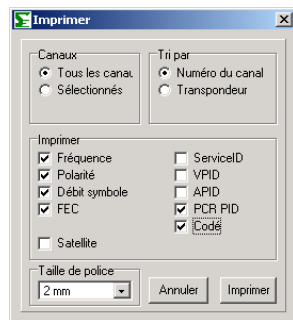 Imprimer
Canaux
Tous les canau
Sélectionnés
Tri par
Numéro du canal
Transpondeur
Imprimer
Fréquence
Polarité
Débit symbole
FEC
Satellite
ServiceID
VPID
APID
PCR PID
Codé
Taille de police
2 mm
Annuler
Imprimer